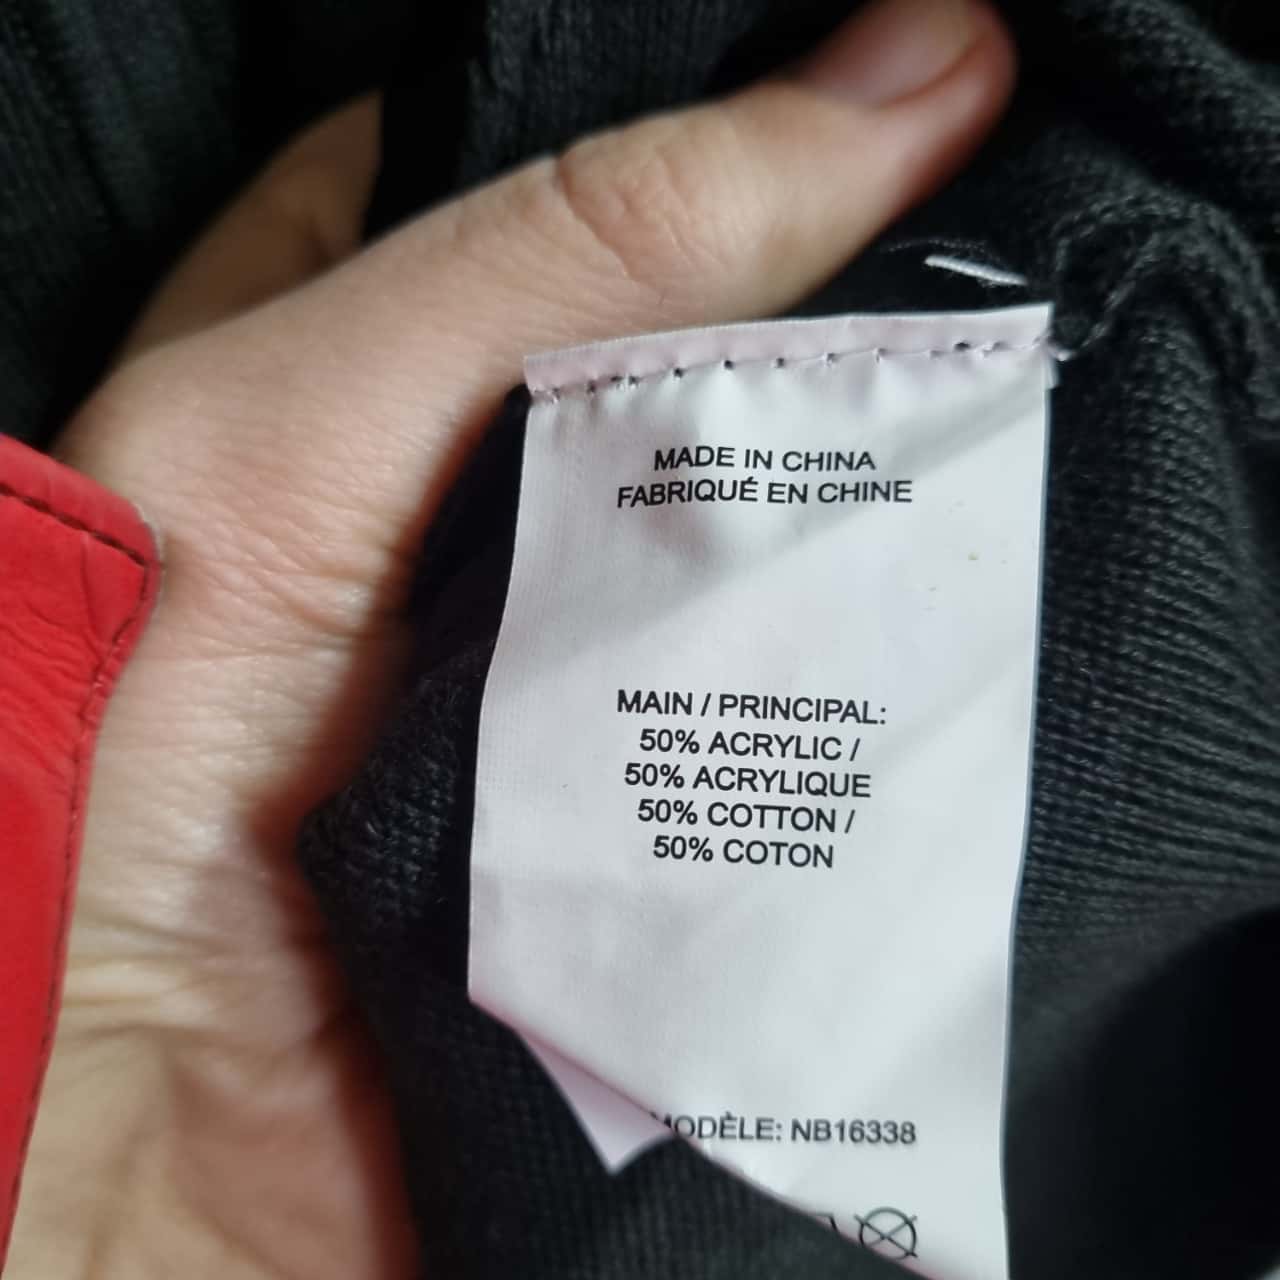 MADE IN CHINA
FABRIQUÉ EN CHINE
MAIN / PRINCIPAL:
50% ACRYLIC /
50% ACRYLIQUE
50% COTTON /
50% COTON
MODÈLE: NB16338